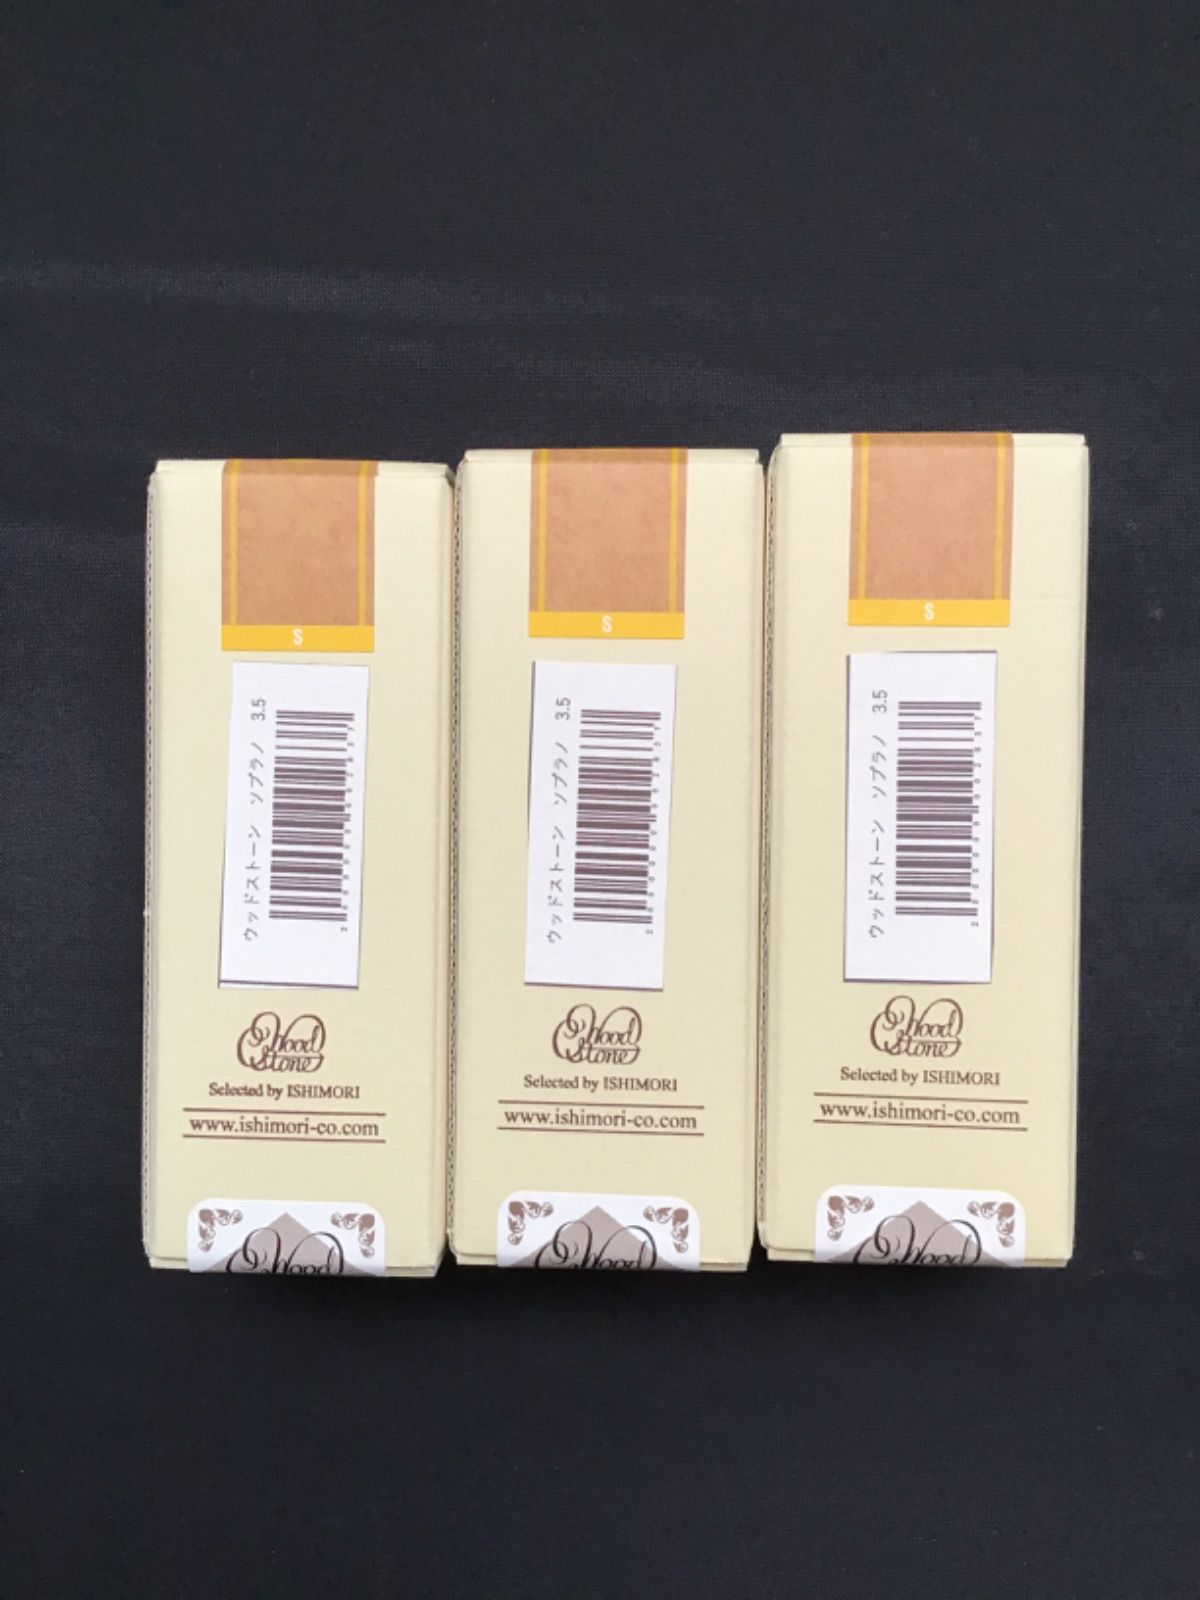 S
ウッドストーン ソプラノ 3.5
Wood
Stone
Selected by ISHIMORI
www.ishimori-co.com
Wood
S
ウッドストーン ソプラノ 3.5
Wood
Stone
Selected by ISHIMORI
www.ishimori-co.com
Wood
S
ウッドストーン ソプラノ 3.5
Wood
Stone
Selected by ISHIMORI
www.ishimori-co.com
Wood